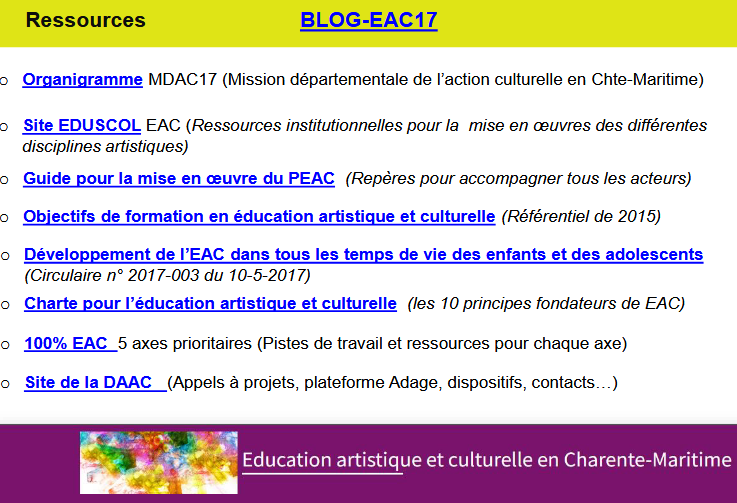 Ressources BLOG-EAC17
o Organigramme MDAC17 (Mission départementale de l'action culturelle en Chte-Maritime)
o Site EDUSCOL EAC (Ressources institutionnelles pour la mise en œuvres des différentes
disciplines artistiques)
o Guide pour la mise en œuvre du PEAC (Repères pour accompagner tous les acteurs)
o Objectifs de formation en éducation artistique et culturelle (Référentiel de 2015)
o Développement de l'EAC dans tous les temps de vie des enfants et des adolescents
(Circulaire n° 2017-003 du 10-5-2017)
o Charte pour l'éducation artistique et culturelle (les 10 principes fondateurs de EAC)
o 100% EAC 5 axes prioritaires (Pistes de travail et ressources pour chaque axe)
o Site de la DAAC (Appels à projets, plateforme Adage, dispositifs, contacts…)
Education artistique et culturelle en Charente-Maritime